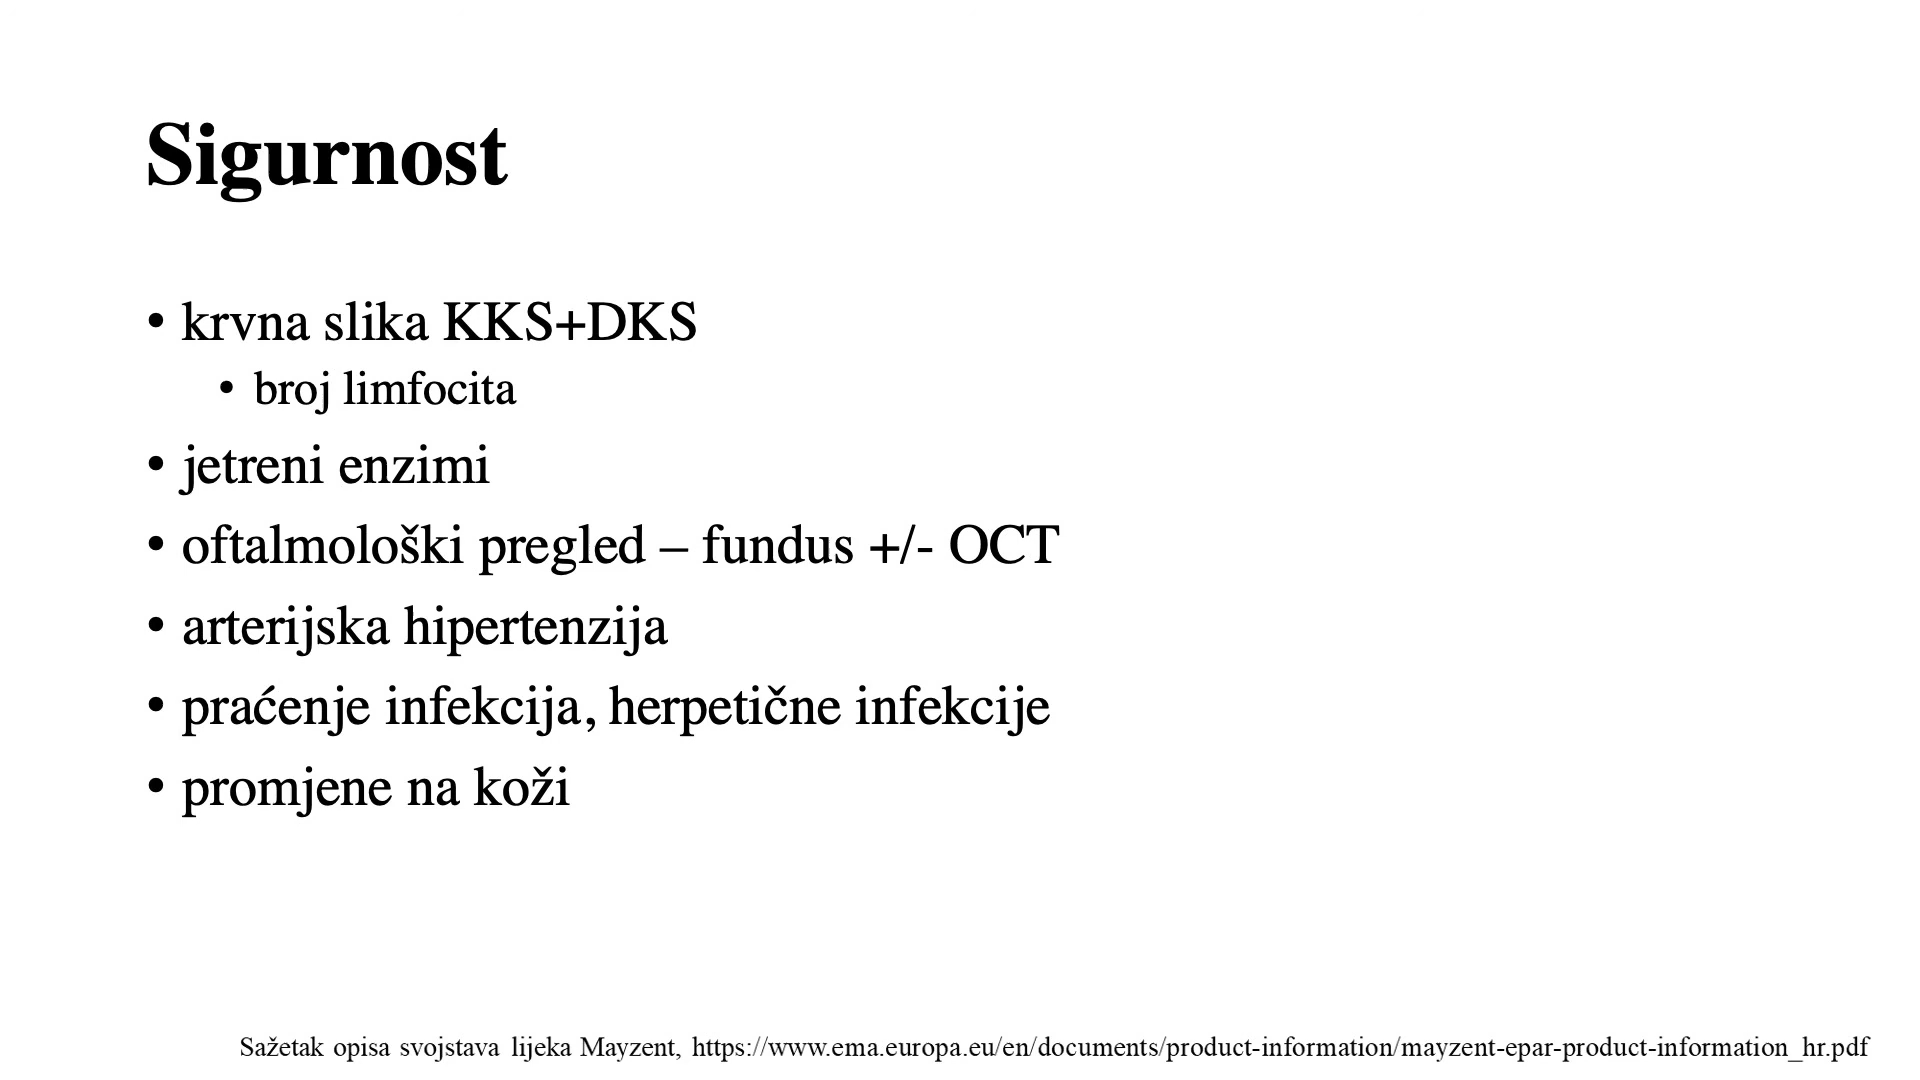 Sigurnost
• krvna slika KKS+DKS
• broj limfocita
• jetreni enzimi
• oftalmološki pregled – fundus +/- OCT
• arterijska hipertenzija
• praćenje infekcija, herpetične infekcije
• promjene na koži
Sažetak opisa svojstava lijeka Mayzent, https://www.ema.europa.eu/en/documents/product-information/mayzent-epar-product-information_hr.pdf